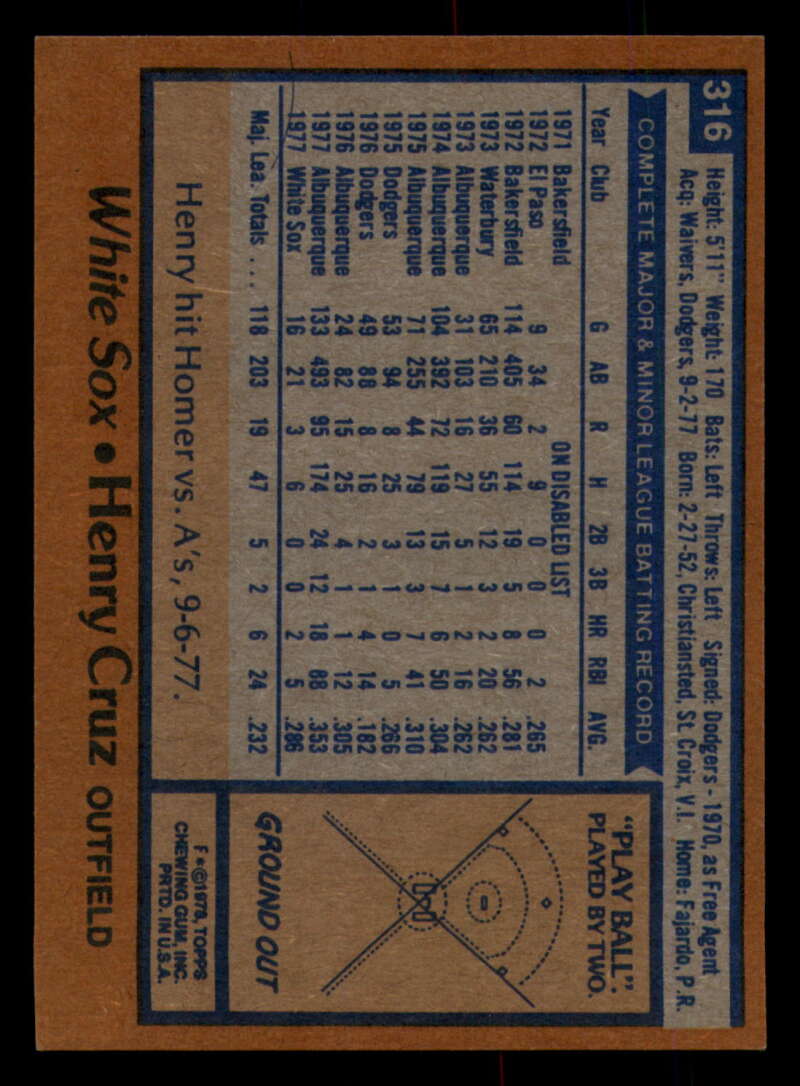 316
Height: 5'11" Weight: 170 Bats: Left Throws: Left Signed: Dodgers - 1970, as Free Agent
Acq: Waivers, Dodgers, 9-2-77 Born: 2-27-52, Christiansted, St. Croix, V.I. Home: Fajardo, P.R.
COMPLETE MAJOR & MINOR LEAGUE BATTING RECORD
Year Club G AB R H 2B 3B HR RBI AVG.
1971 Bakersfield ON DISABLED LIST
1972 El Paso 9 34 2 9 0 0 0 2 .265
1972 Bakersfield 114 405 60 114 19 5 8 56 .281
1973 Waterbury 65 210 36 55 12 3 2 20 .262
1973 Albuquerque 31 103 16 27 5 1 2 16 .262
1974 Albuquerque 104 392 72 119 15 7 6 50 .304
1975 Albuquerque 71 255 44 79 13 3 7 41 .310
1975 Dodgers 53 94 8 25 3 1 0 5 .266
1976 Dodgers 49 88 8 16 2 1 4 14 .182
1976 Albuquerque 24 82 15 25 4 1 1 12 .305
1977 Albuquerque 133 493 95 174 24 12 18 88 .353
1977 White Sox 16 21 3 6 0 0 2 5 .286
Maj. Lea. Totals ... 118 203 19 47 5 2 6 24 .232
Henry hit Homer vs. A's, 9-6-77.
"PLAY BALL".
PLAYED BY TWO.
GROUND OUT
F*©1978, TOPPS
CHEWING GUM, INC.
PRTD. IN U.S.A.
White Sox • Henry Cruz OUTFIELD